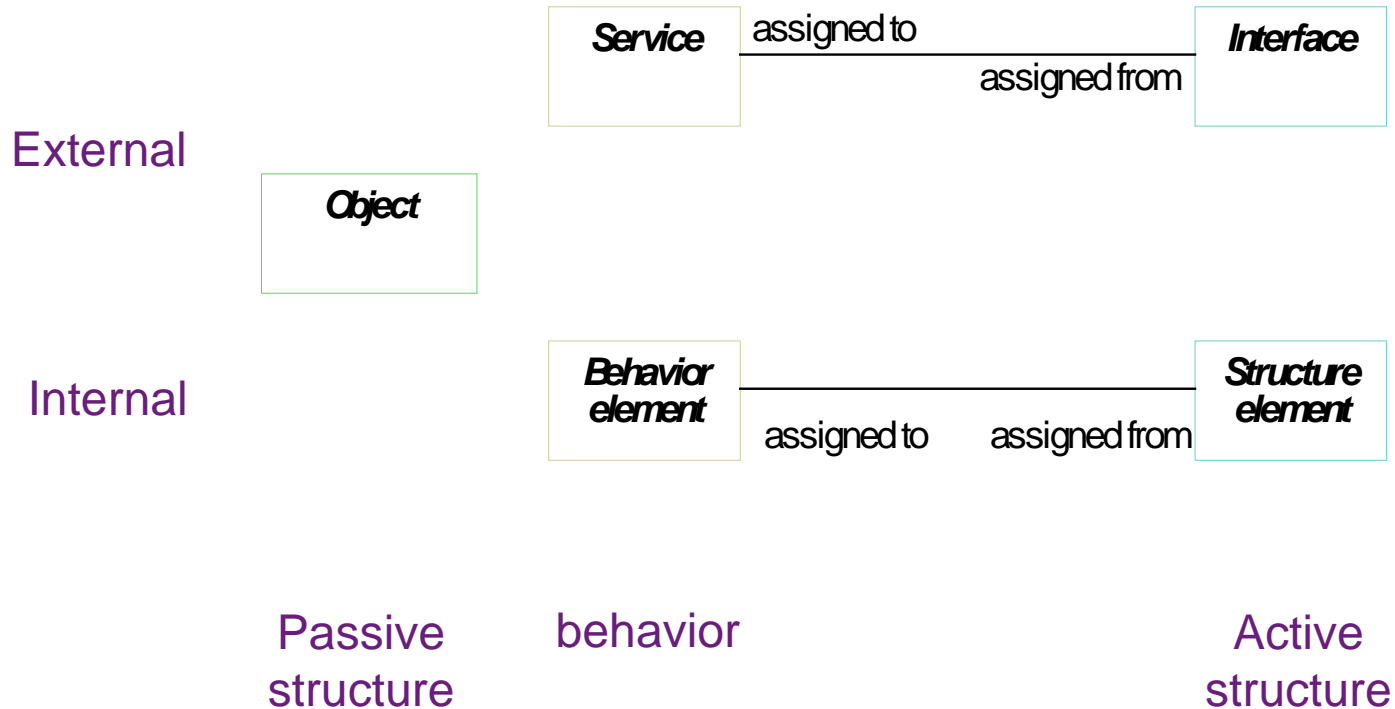 Service
assigned to
Interface
assigned from
External
Object
Internal
Behavior
element
assigned to
assigned from
Structure
element
Passive
structure
behavior
Active
structure